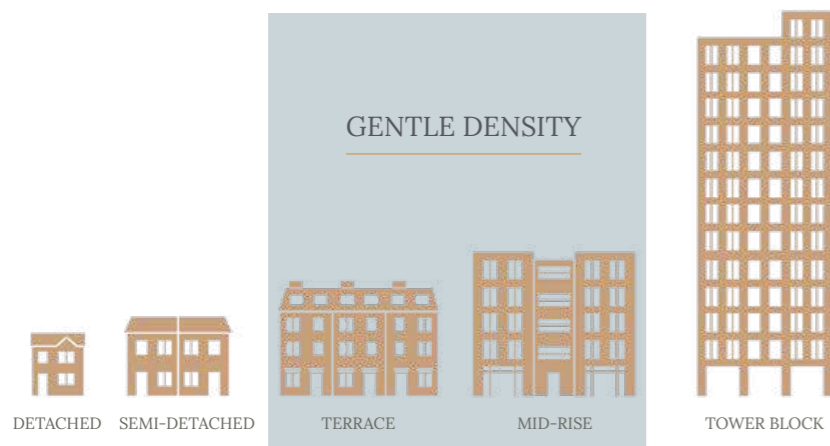 GENTLE DENSITY
DETACHED
SEMI-DETACHED
TERRACE
MID-RISE
TOWER BLOCK